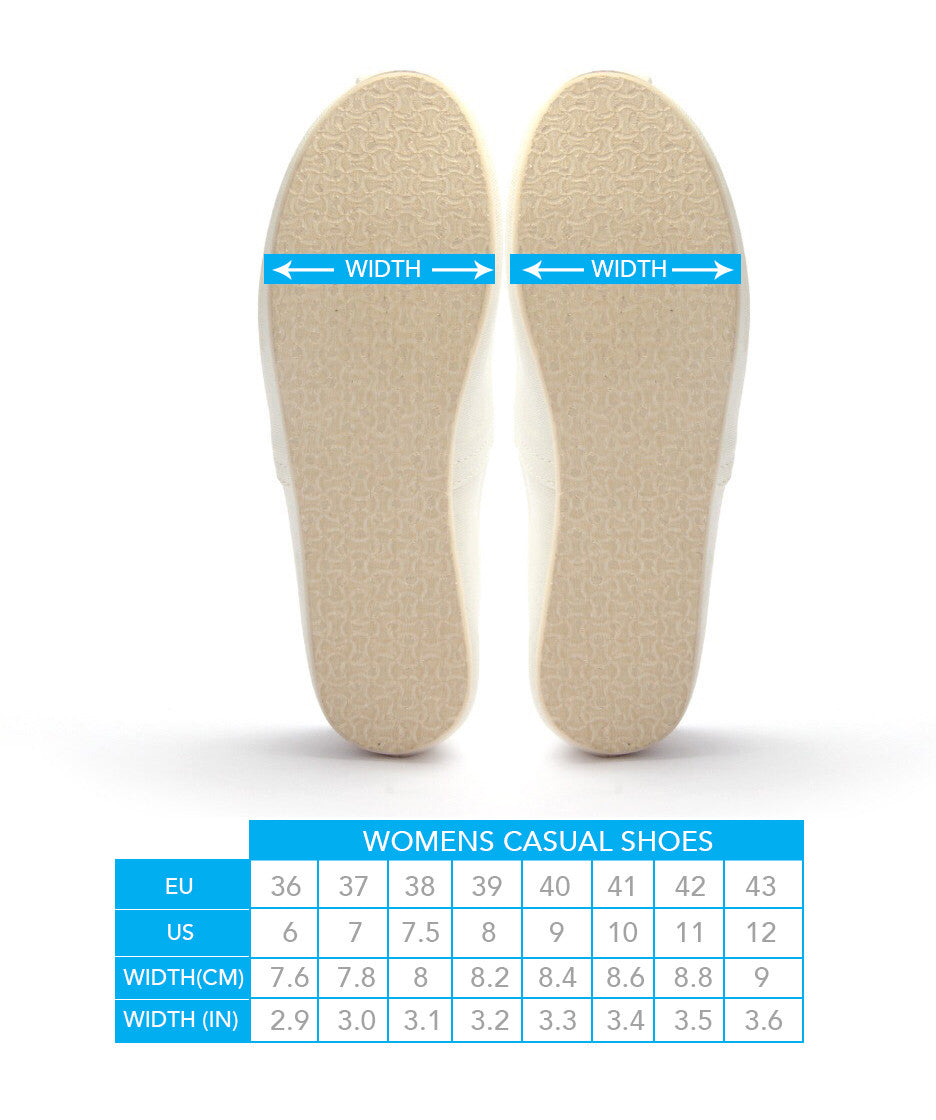 WIDTH WIDTH
WOMENS CASUAL SHOES
EU 36 37 38 39 40 41 42 43
US 6 7 7.5 8 9 10 11 12
WIDTH(CM) 7.6 7.8 8 8.2 8.4 8.6 8.8 9
WIDTH (IN) 2.9 3.0 3.1 3.2 3.3 3.4 3.5 3.6